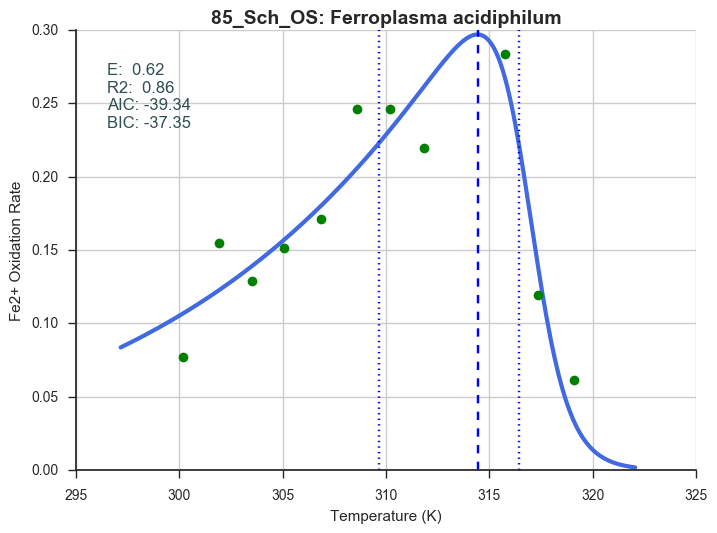 85_Sch_OS: Ferroplasma acidiphilum
E:  0.62
R2:  0.86
AIC: -39.34
BIC: -37.35
Fe2+ Oxidation Rate
0.30
0.25
0.20
0.15
0.10
0.05
0.00
295 300 305 310 315 320 325
Temperature (K)